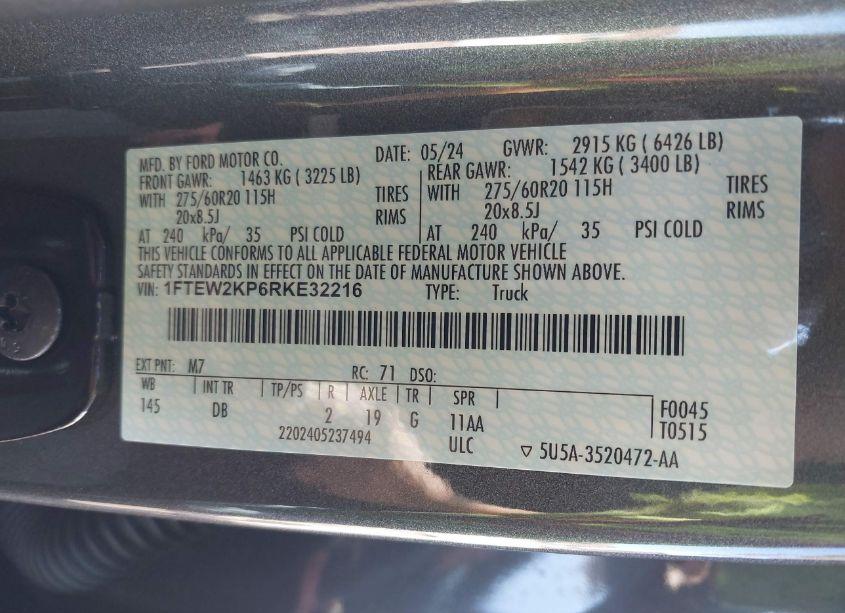 MFD. BY FORD MOTOR CO. DATE: 05/24 GVWR: 2915 KG ( 6426 LB)
FRONT GAWR: 1463 KG ( 3225 LB) REAR GAWR: 1542 KG ( 3400 LB)
WITH 275/60R20 115H TIRES WITH 275/60R20 115H TIRES
20x8.5J RIMS 20x8.5J RIMS
AT 240 kPa/ 35 PSI COLD AT 240 kPa/ 35 PSI COLD
THIS VEHICLE CONFORMS TO ALL APPLICABLE FEDERAL MOTOR VEHICLE
SAFETY STANDARDS IN EFFECT ON THE DATE OF MANUFACTURE SHOWN ABOVE.
VIN: 1FTEW2KP6RKE32216 TYPE: Truck
EXT PNT: M7 RC: 71 DSO:
WB INT TR TP/PS R AXLE TR SPR
145 DB 2 19 G 11AA F0045
2202405237494 ULC T0515
▽ 5U5A-3520472-AA